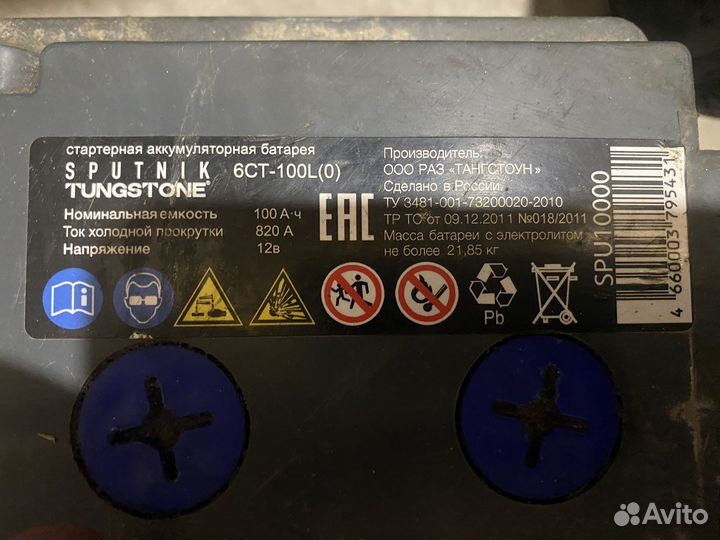 стартерная аккумуляторная батарея
SPUTNIK 6СТ-100L(0)
TUNGSTONE
Номинальная емкость 100 А·ч
Ток холодной прокрутки 820 А
Напряжение 12в
EAC
Производитель:
ООО РАЗ "ТАНГСТОУН"
Сделано в России.
ТУ 3481-001-73200020-2010
ТР ТО от 09.12.2011 №018/2011
Масса батареи с электролитом
не более 21,85 кг
Pb
SPU10000
4 660003 795431
Avito